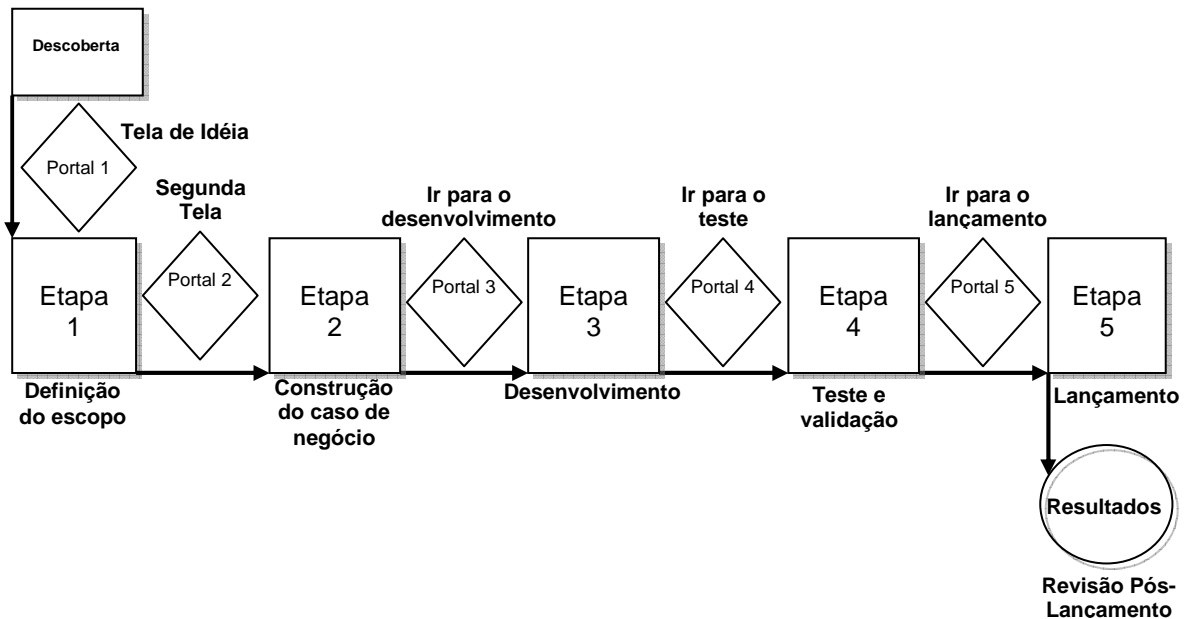 Descoberta
Tela de Idéia
Portal 1
Segunda
Tela
Ir para o
desenvolvimento
Ir para o
teste
Ir para o
lançamento
Etapa
1
Portal 2
Etapa
2
Portal 3
Etapa
3
Portal 4
Etapa
4
Portal 5
Etapa
5
Definição
do escopo
Construção
do caso de
negócio
Desenvolvimento
Teste e
validação
Lançamento
Resultados
Revisão Pós-
Lançamento